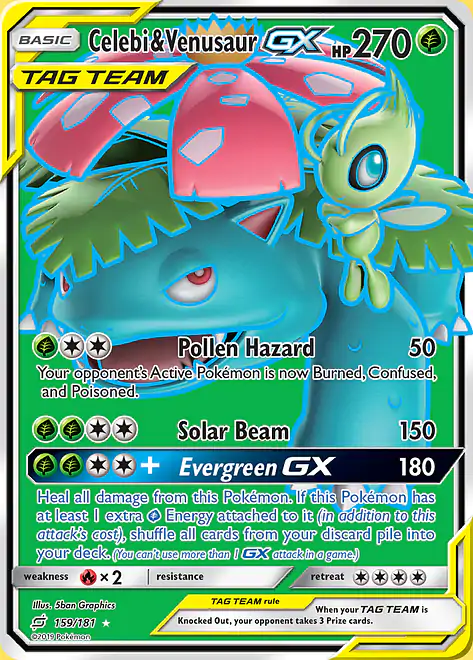 BASIC Celebi&Venusaur GX HP270
TAG TEAM
Pollen Hazard 50
Your opponent's Active Pokémon is now Burned, Confused,
and Poisoned.
Solar Beam 150
+ Evergreen GX 180
Heal all damage from this Pokémon. If this Pokémon has
at least 1 extra Energy attached to it (in addition to this
attack's cost), shuffle all cards from your discard pile into
your deck. (You can't use more than 1 GX attack in a game.)
weakness ×2 resistance retreat
Illus. 5ban Graphics
159/181
©2019 Pokémon
TAG TEAM rule
When your TAG TEAM is
Knocked Out, your opponent takes 3 Prize cards.